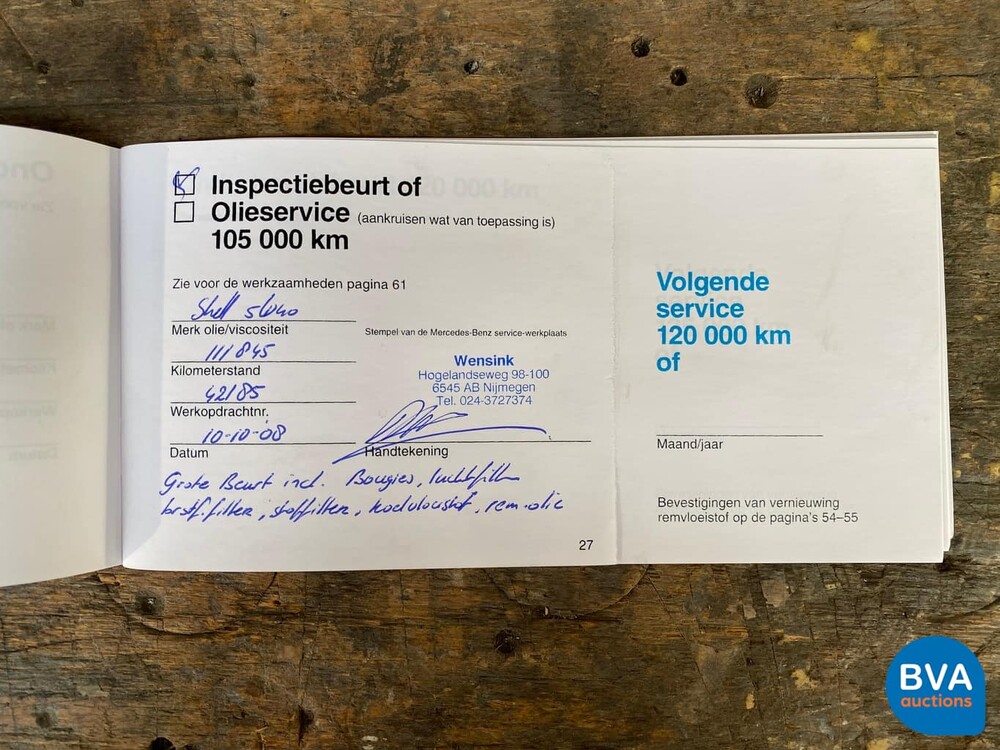 Inspectiebeurt of
Olieservice (aankruisen wat van toepassing is)
105 000 km
Zie voor de werkzaamheden pagina 61
Shell
Merk olie/viscositeit
111845
Kilometerstand
42185
Werkopdrachtnr.
10-10-08
Datum
Stempel van de Mercedes-Benz service-werkplaats
Wensink
Hogelandseweg 98-100
6545 AB Nijmegen
Tel. 024-3727374
Handtekening
Grote Beurt incl. Bougies, luchtfilter
brstf.filter, stoffilter, koelvloeistof, rem-olie
27
Volgende
service
120 000 km
of
Maand/jaar
Bevestigingen van vernieuwing
remvloeistof op de pagina's 54–55
BVA
auctions